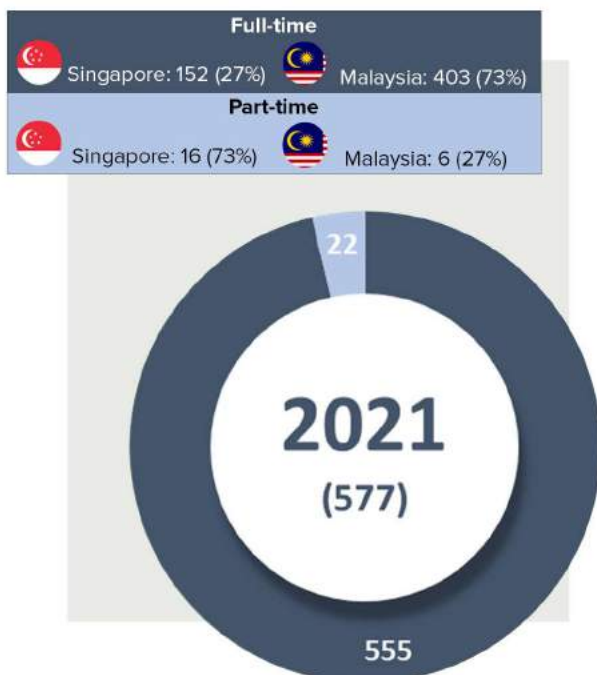 Full-time
Singapore: 152 (27%) Malaysia: 403 (73%)
Part-time
Singapore: 16 (73%) Malaysia: 6 (27%)
22
2021
(577)
555